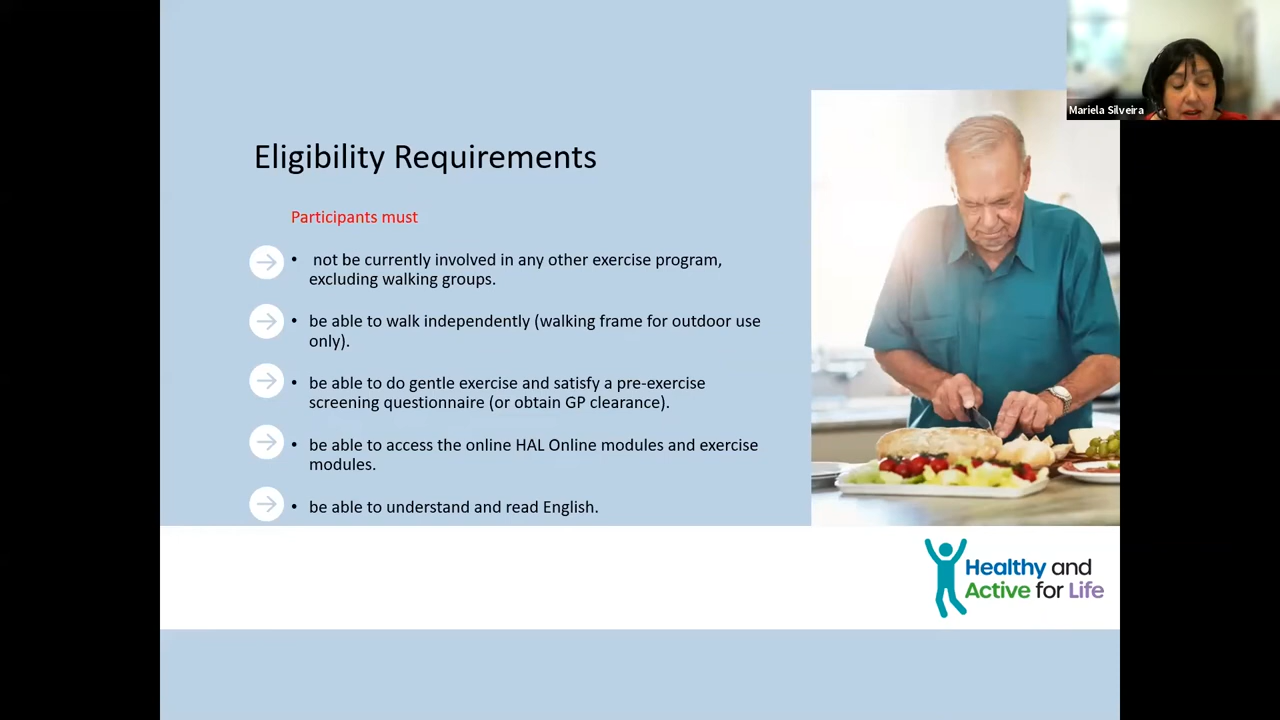 Mariela Silveira
Eligibility Requirements
Participants must
• not be currently involved in any other exercise program,
excluding walking groups.
• be able to walk independently (walking frame for outdoor use
only).
• be able to do gentle exercise and satisfy a pre-exercise
screening questionnaire (or obtain GP clearance).
• be able to access the online HAL Online modules and exercise
modules.
• be able to understand and read English.
Healthy and
Active for Life